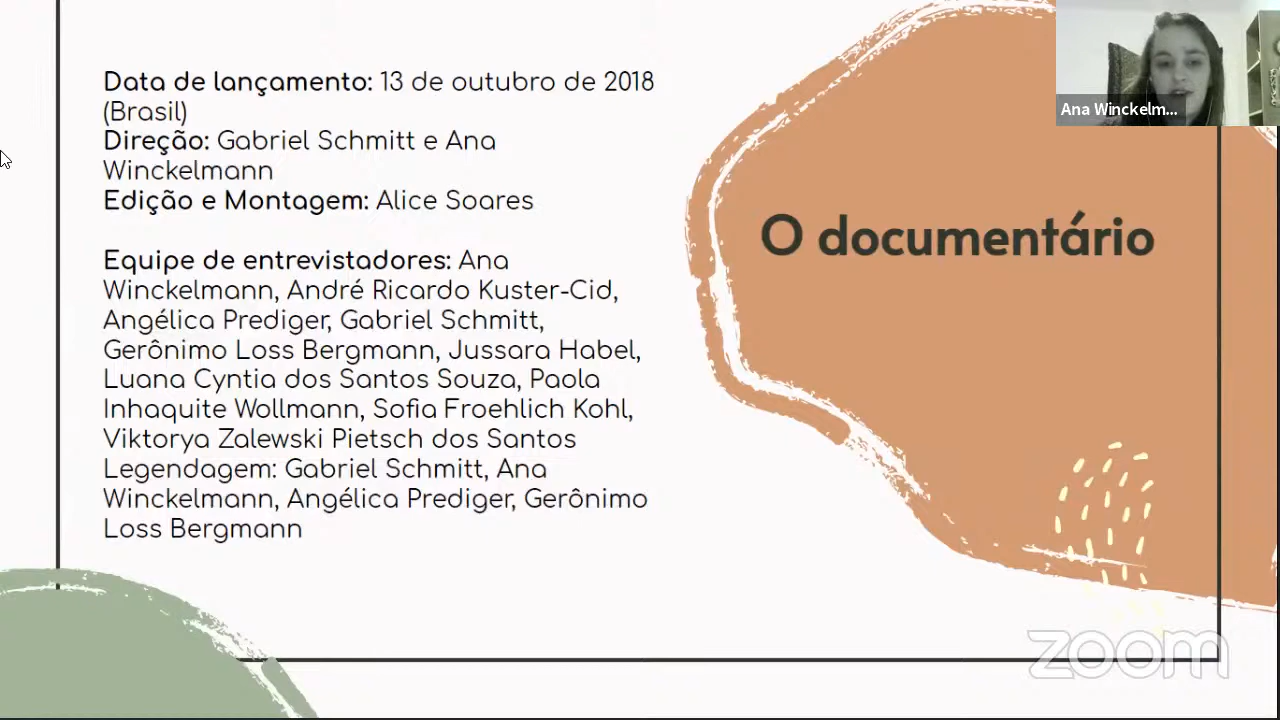 Data de lançamento: 13 de outubro de 2018
(Brasil)
Direção: Gabriel Schmitt e Ana
Winckelmann
Edição e Montagem: Alice Soares
Equipe de entrevistadores: Ana
Winckelmann, André Ricardo Kuster-Cid,
Angélica Prediger, Gabriel Schmitt,
Gerônimo Loss Bergmann, Jussara Habel,
Luana Cyntia dos Santos Souza, Paola
Inhaquite Wollmann, Sofia Froehlich Kohl,
Viktorya Zalewski Pietsch dos Santos
Legendagem: Gabriel Schmitt, Ana
Winckelmann, Angélica Prediger, Gerônimo
Loss Bergmann
O documentário
Ana Winckelm...
zoom